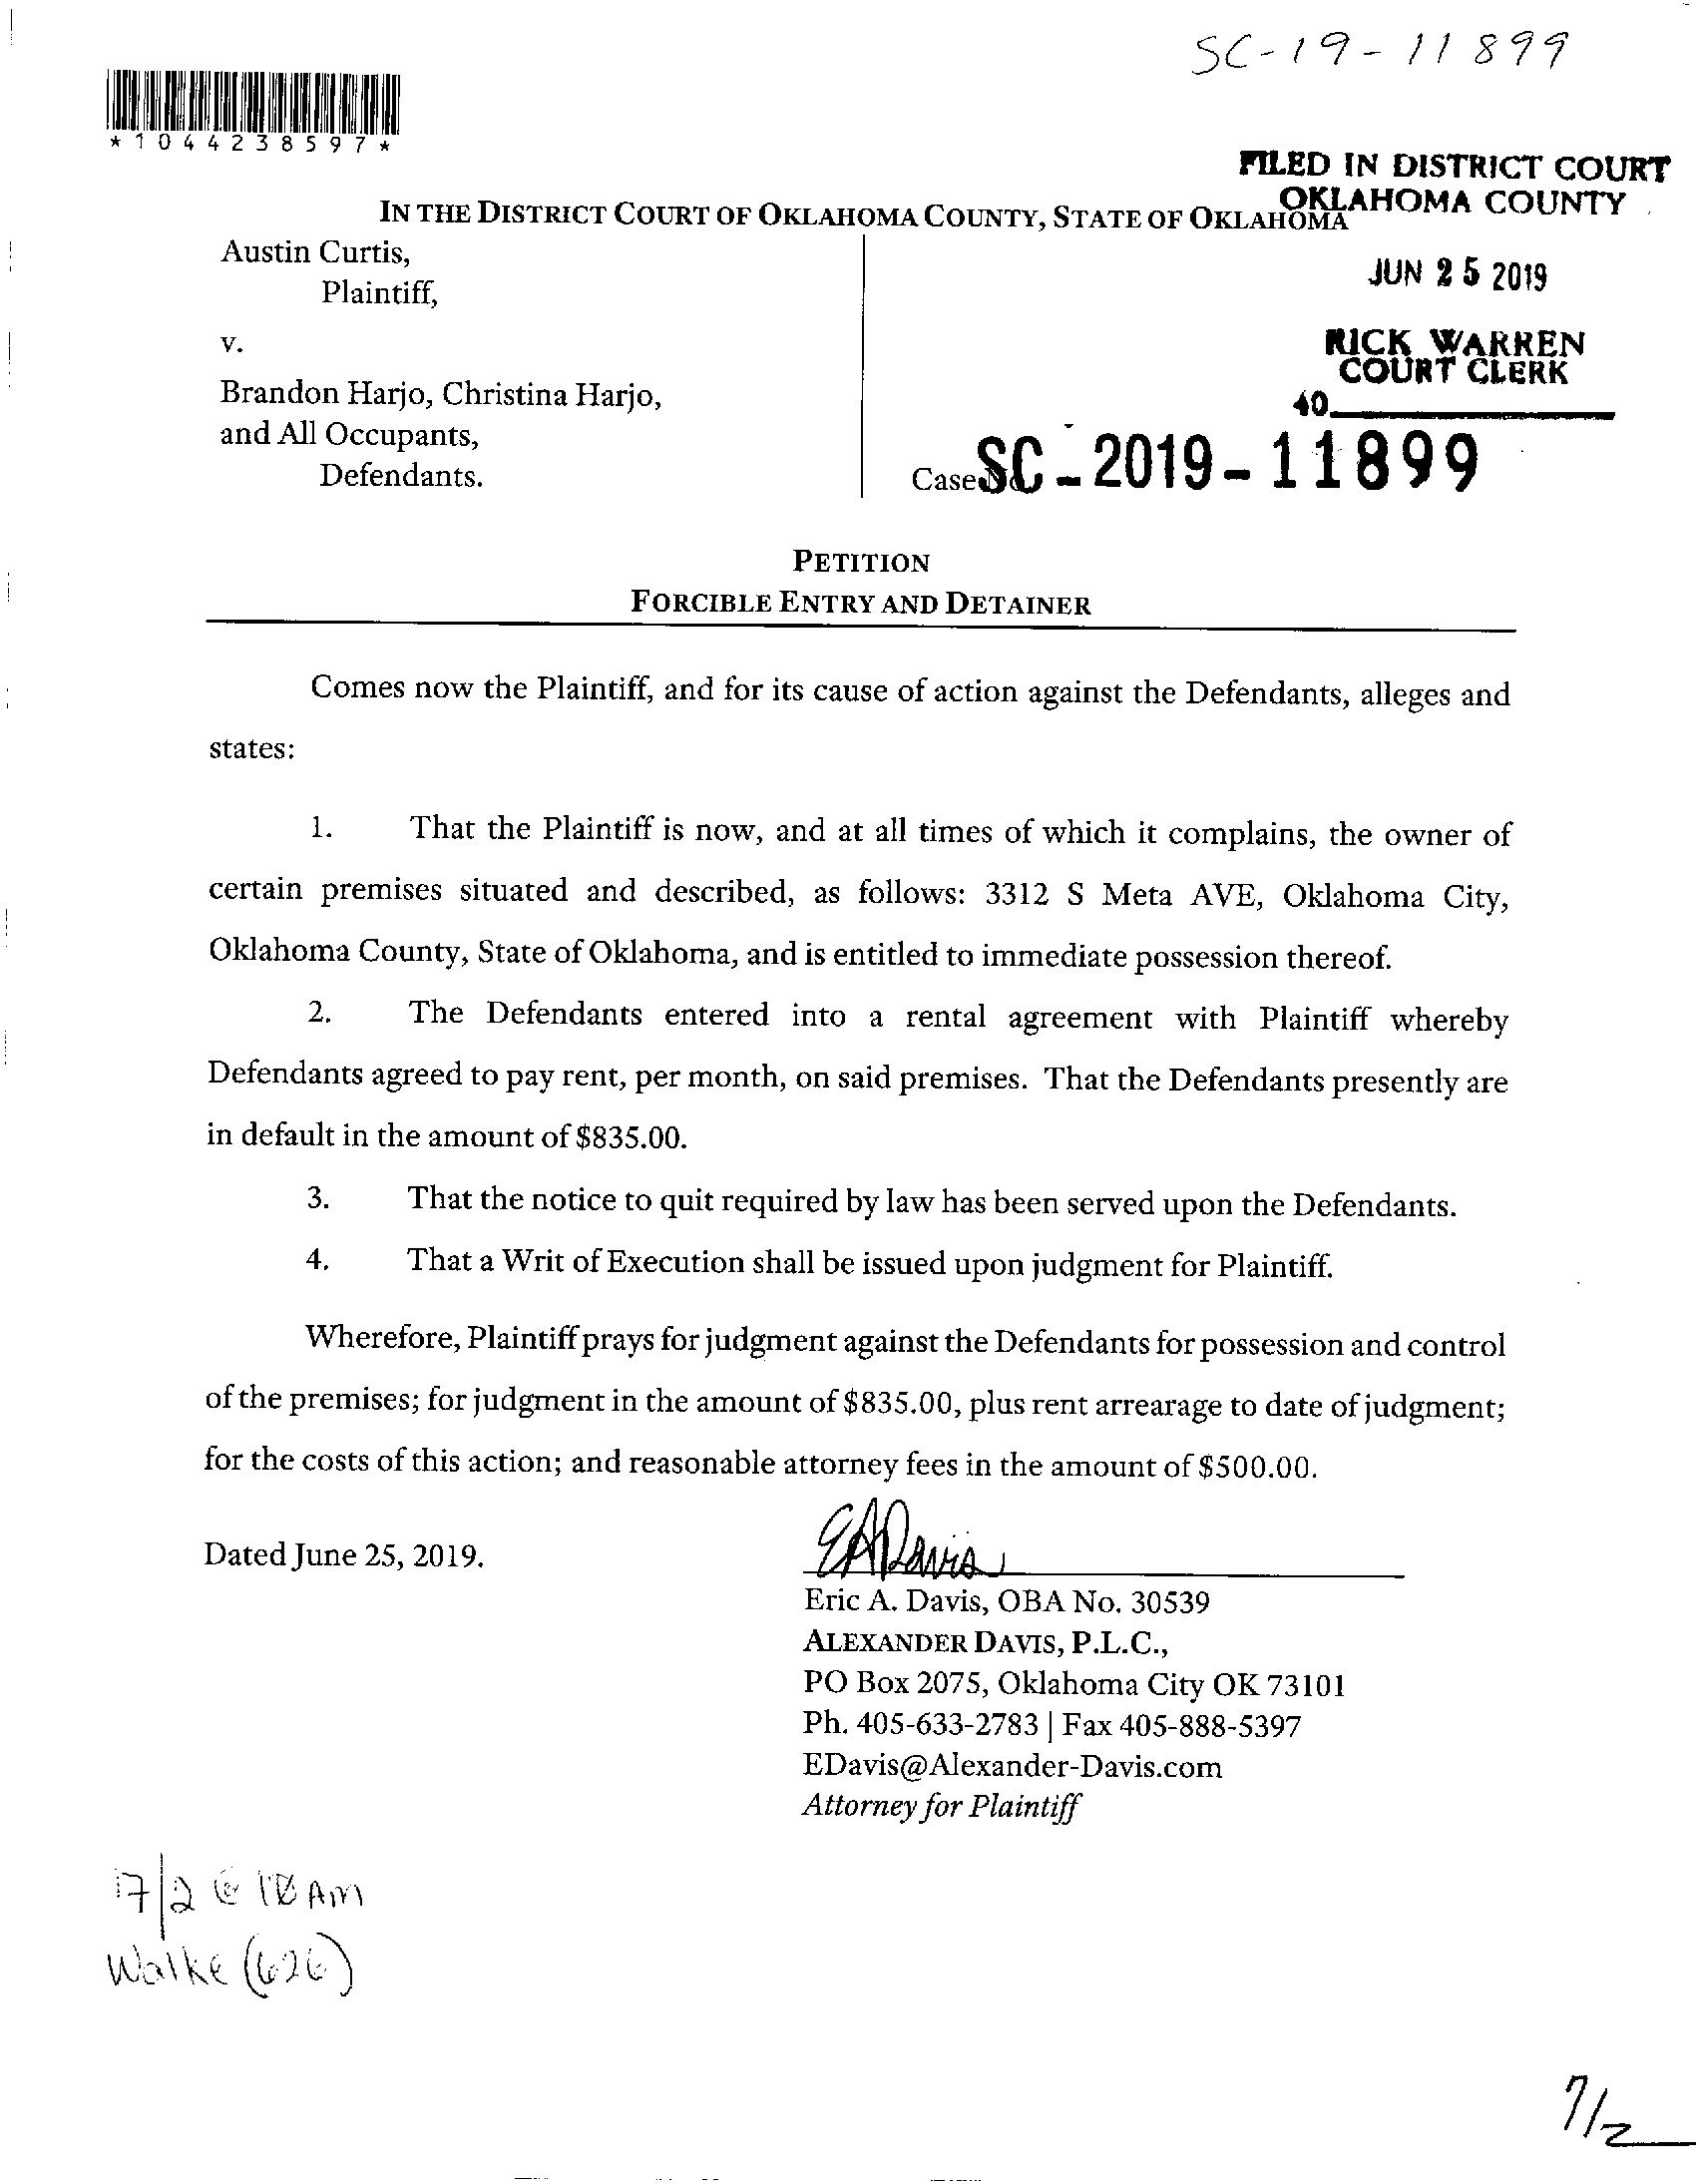 SC-19-11899
*1044238597*
FILED IN DISTRICT COURT
OKLAHOMA COUNTY
IN THE DISTRICT COURT OF OKLAHOMA COUNTY, STATE OF OKLAHOMA
Austin Curtis,
Plaintiff,
JUN 25 2019
v.
RICK WARREN
COURT CLERK
Brandon Harjo, Christina Harjo,
40
and All Occupants,
Defendants.
Case No. SC-2019-11899
PETITION
FORCIBLE ENTRY AND DETAINER
Comes now the Plaintiff, and for its cause of action against the Defendants, alleges and
states:
1. That the Plaintiff is now, and at all times of which it complains, the owner of
certain premises situated and described, as follows: 3312 S Meta AVE, Oklahoma City,
Oklahoma County, State of Oklahoma, and is entitled to immediate possession thereof.
2. The Defendants entered into a rental agreement with Plaintiff whereby
Defendants agreed to pay rent, per month, on said premises. That the Defendants presently are
in default in the amount of $835.00.
3. That the notice to quit required by law has been served upon the Defendants.
4. That a Writ of Execution shall be issued upon judgment for Plaintiff.
Wherefore, Plaintiff prays for judgment against the Defendants for possession and control
of the premises; for judgment in the amount of $835.00, plus rent arrearage to date of judgment;
for the costs of this action; and reasonable attorney fees in the amount of $500.00.
Dated June 25, 2019.
EADavis
Eric A. Davis, OBA No. 30539
ALEXANDER DAVIS, P.L.C.,
PO Box 2075, Oklahoma City OK 73101
Ph. 405-633-2783 | Fax 405-888-5397
EDavis@Alexander-Davis.com
Attorney for Plaintiff
7/2 @ 10 AM
Walke (626)
7/2